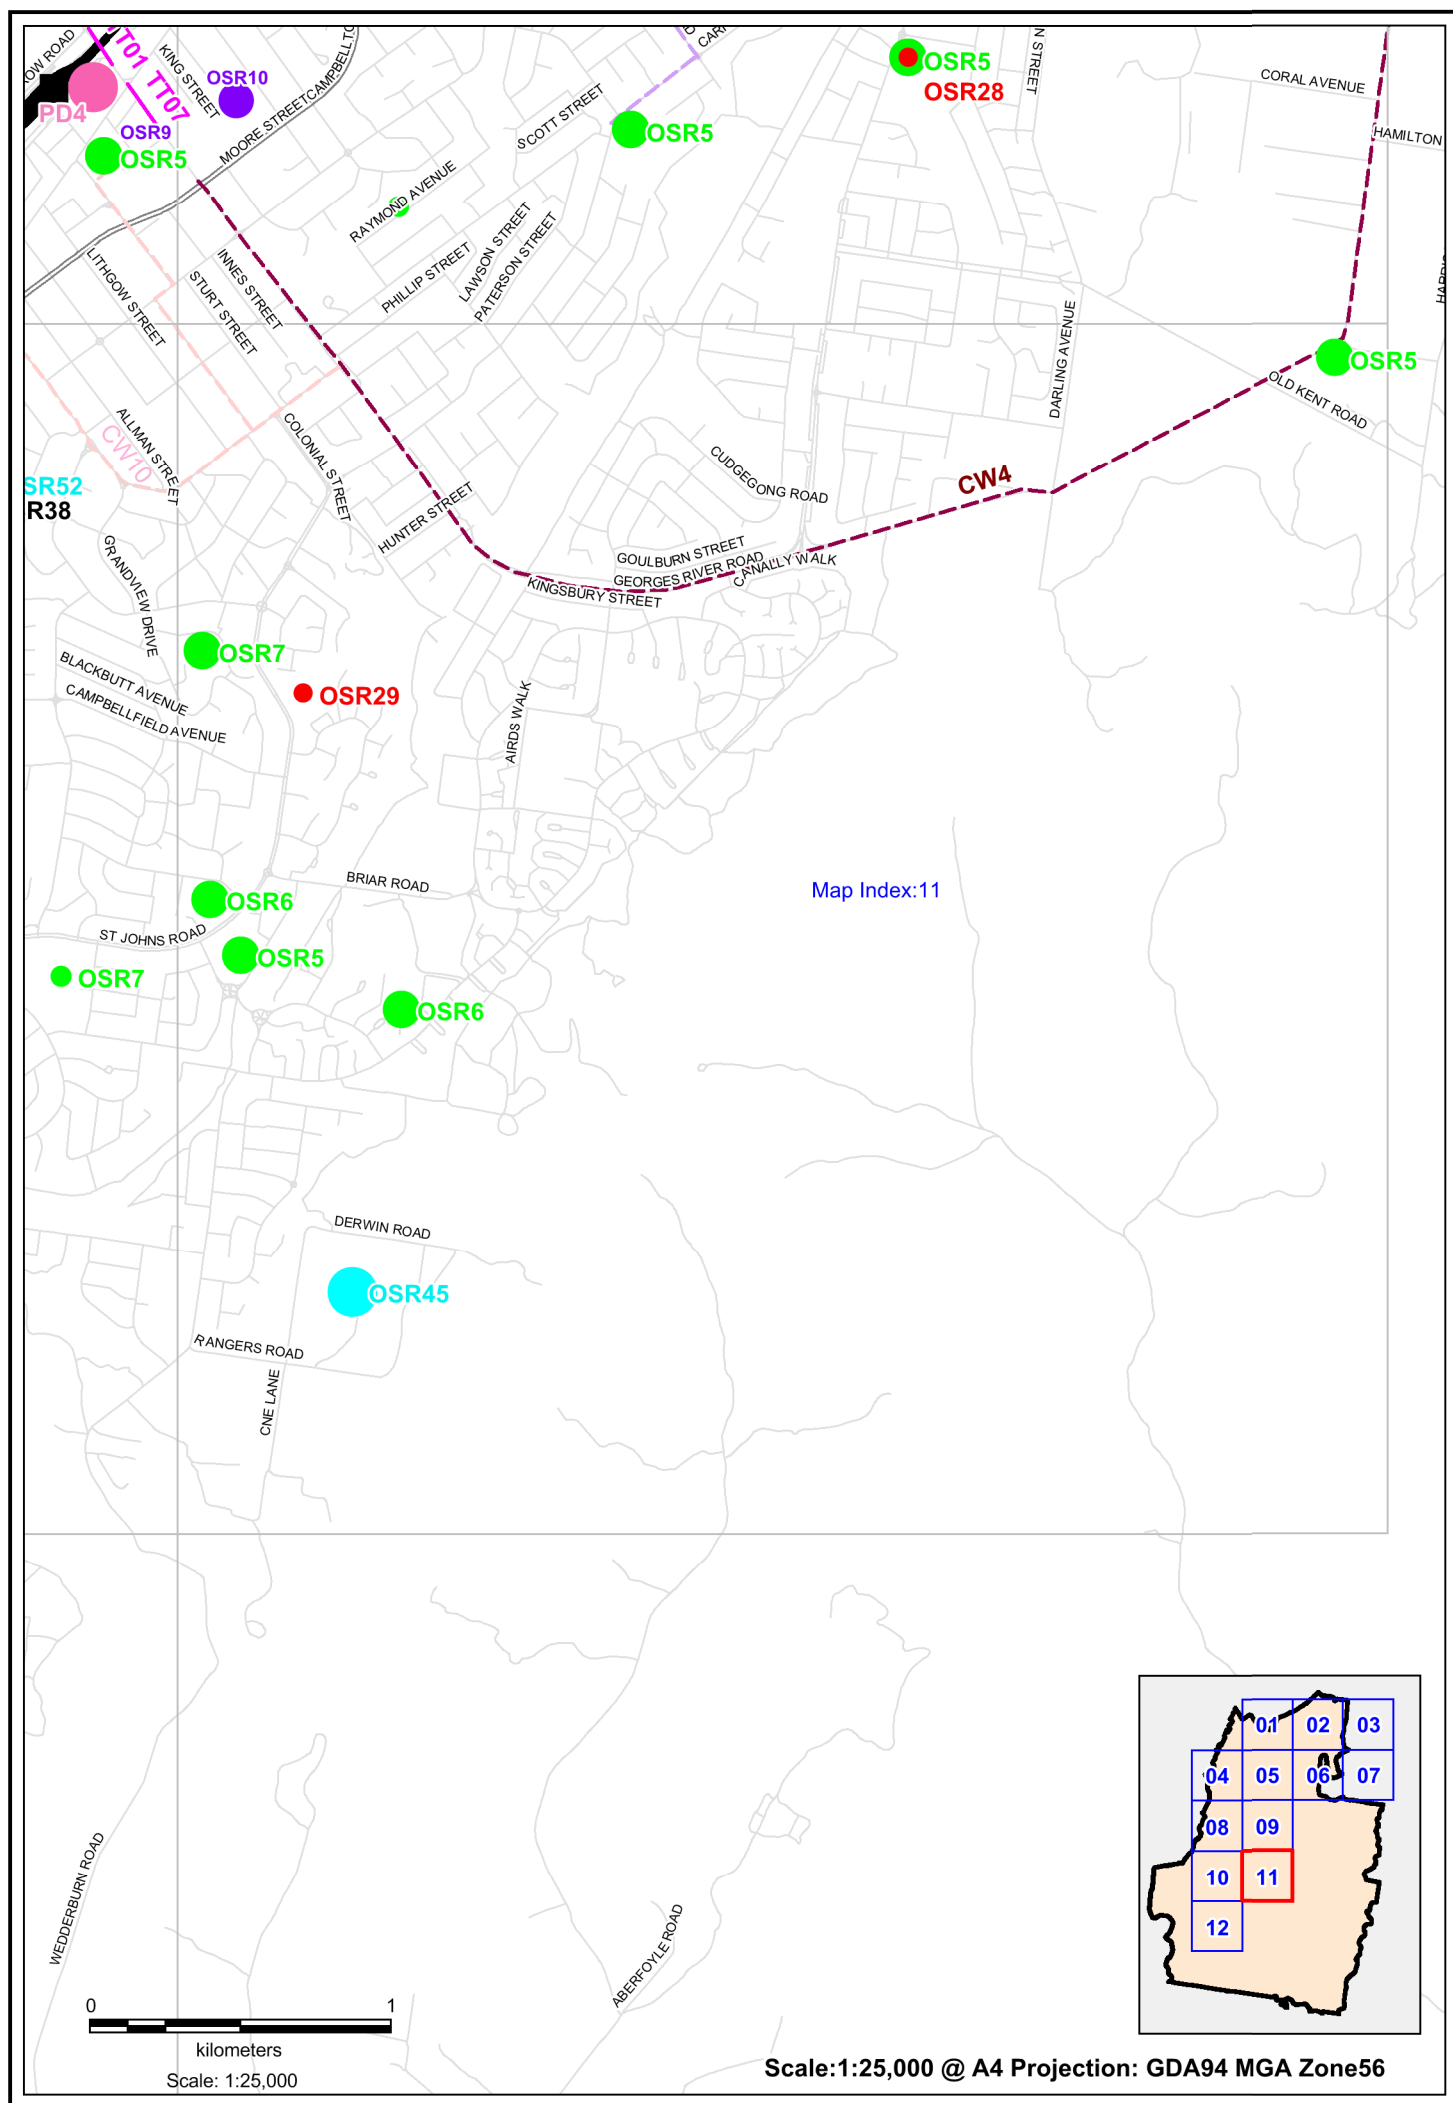 OW ROAD
T01 TT07
KING STREET
OSR10
MOORE STREET
CAMPBELLTO
PD4
OSR9
OSR5
SCOTT STREET
CARR
OSR5
OSR5
OSR28
N STREET
CORAL AVENUE
HAMILTON
RAYMOND AVENUE
LAWSON STREET
PATERSON STREET
PHILLIP STREET
INNES STREET
STURT STREET
LITHGOW STREET
DARLING AVENUE
OSR5
OLD KENT ROAD
ALLMAN STREET
CW10
COLONIAL STREET
HUNTER STREET
CUDGEGONG ROAD
CW4
SR52
R38
GOULBURN STREET
GEORGES RIVER ROAD
CANALLY WALK
KINGSBURY STREET
GRANDVIEW DRIVE
OSR7
BLACKBUTT AVENUE
CAMPBELLFIELD AVENUE
OSR29
AIRDS WALK
BRIAR ROAD
Map Index:11
OSR6
ST JOHNS ROAD
OSR5
OSR7
OSR6
DERWIN ROAD
OSR45
RANGERS ROAD
CNE LANE
WEDDERBURN ROAD
ABERFOYLE ROAD
01 02 03
04 05 06 07
08 09
10 11
12
0 1
kilometers
Scale: 1:25,000
Scale:1:25,000 @ A4 Projection: GDA94 MGA Zone56